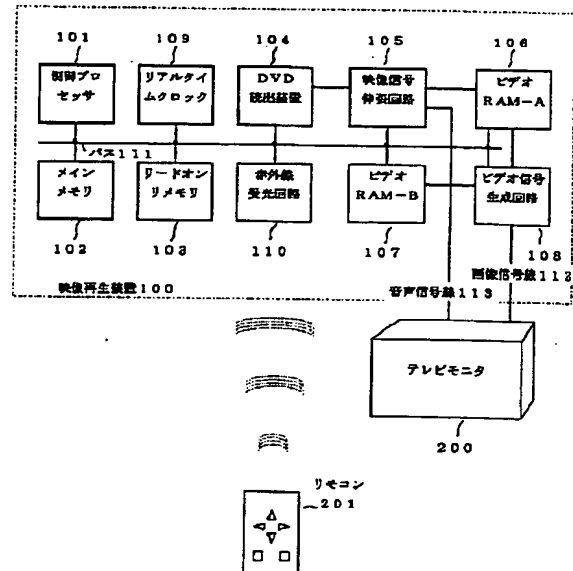 101
109
104
105
106
制御プロ
セッサ
リアルタイ
ムクロック
DVD
読出装置
映像信号
伸張回路
ビデオ
RAM-A
バス111
メイン
メモリ
リードオン
リメモリ
赤外線
受光回路
ビデオ
RAM-B
ビデオ信号
生成回路
102
103
110
107
108
映像再生装置100
音声信号線113
画像信号線112
テレビモニタ
200
リモコン
201